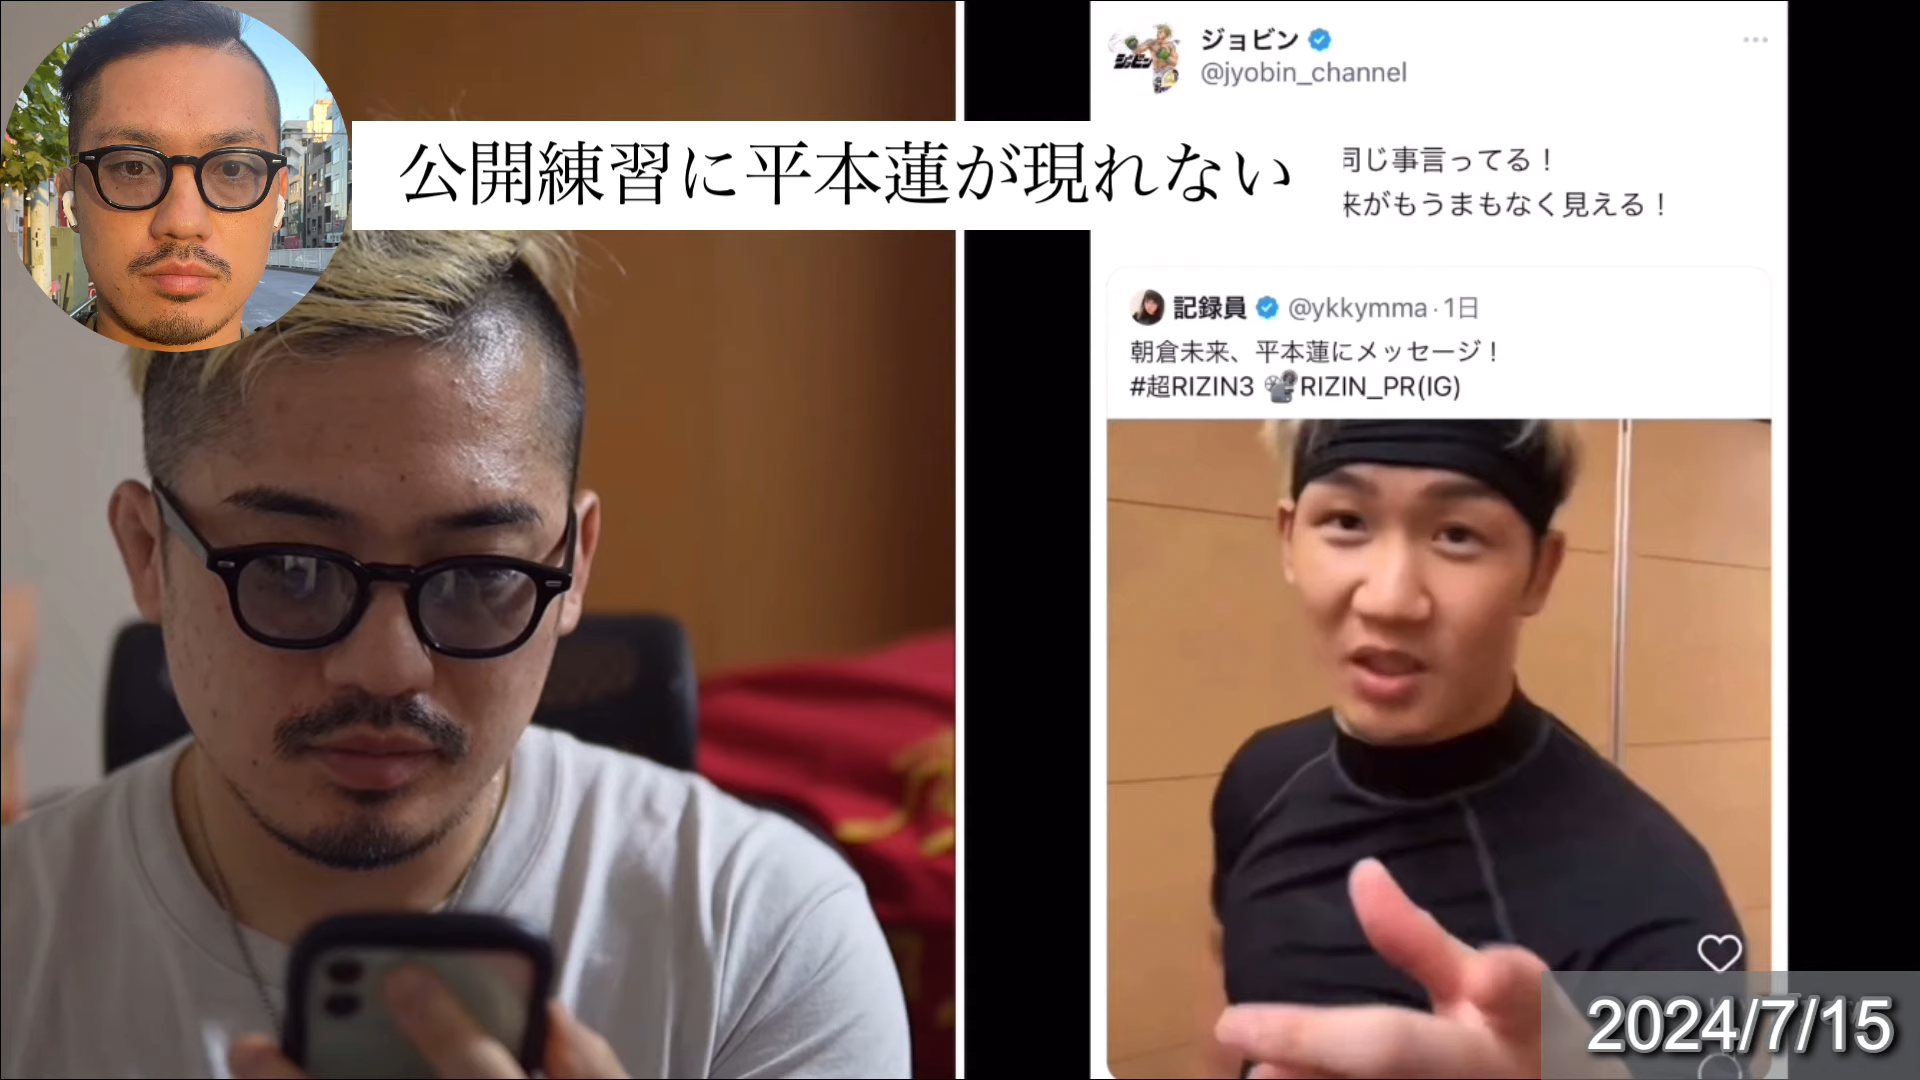 公開練習に平本蓮が現れない
ジョビン
@jyobin_channel
同じ事言ってる！
来がもうまもなく見える！
記録員 @ykkymma · 1日
朝倉未来、平本蓮にメッセージ！
#超RIZIN3 📽RIZIN_PR(IG)
2024/7/15